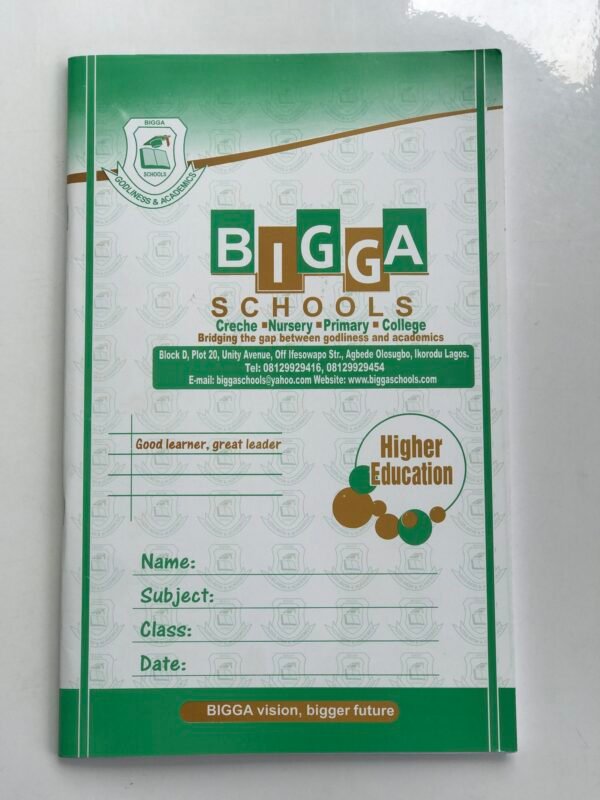 BIGGA
SCHOOLS
GODLINESS & ACADEMICS
BIGGA
SCHOOLS
Creche ▪Nursery ▪Primary ▪ College
Bridging the gap between godliness and academics
Block D, Plot 20, Unity Avenue, Off Ifesowapo Str., Agbede Olosugbo, Ikorodu Lagos.
Tel: 08129929416, 08129929454
E-mail: biggaschools@yahoo.com Website: www.biggaschools.com
Good learner, great leader
Higher
Education
Name:
Subject:
Class:
Date:
BIGGA vision, bigger future